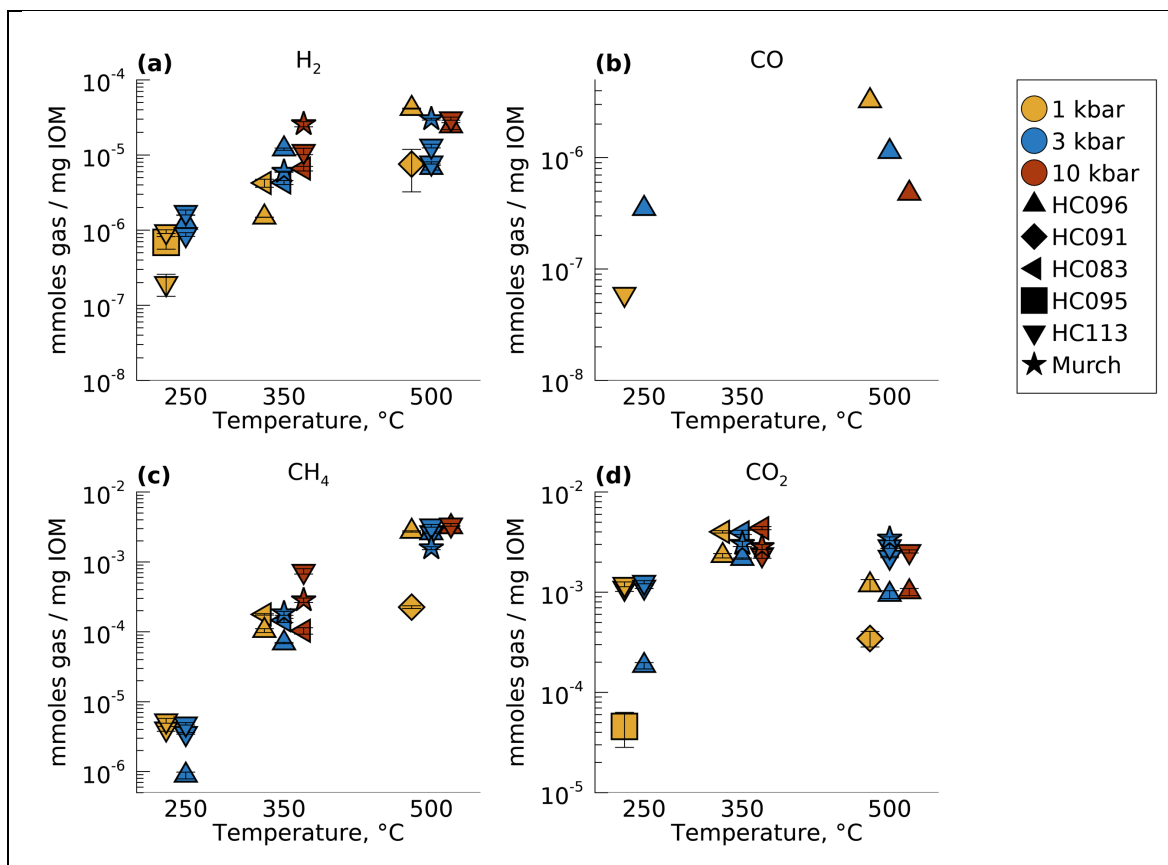 (a) H₂
10⁻⁴
10⁻⁵
10⁻⁶
10⁻⁷
10⁻⁸
mmoles gas / mg IOM
250 350 500
Temperature, °C
(b) CO
10⁻⁶
10⁻⁷
10⁻⁸
mmoles gas / mg IOM
250 350 500
Temperature, °C
1 kbar
3 kbar
10 kbar
HC096
HC091
HC083
HC095
HC113
Murch
(c) CH₄
10⁻²
10⁻³
10⁻⁴
10⁻⁵
10⁻⁶
mmoles gas / mg IOM
250 350 500
Temperature, °C
(d) CO₂
10⁻²
10⁻³
10⁻⁴
10⁻⁵
mmoles gas / mg IOM
250 350 500
Temperature, °C